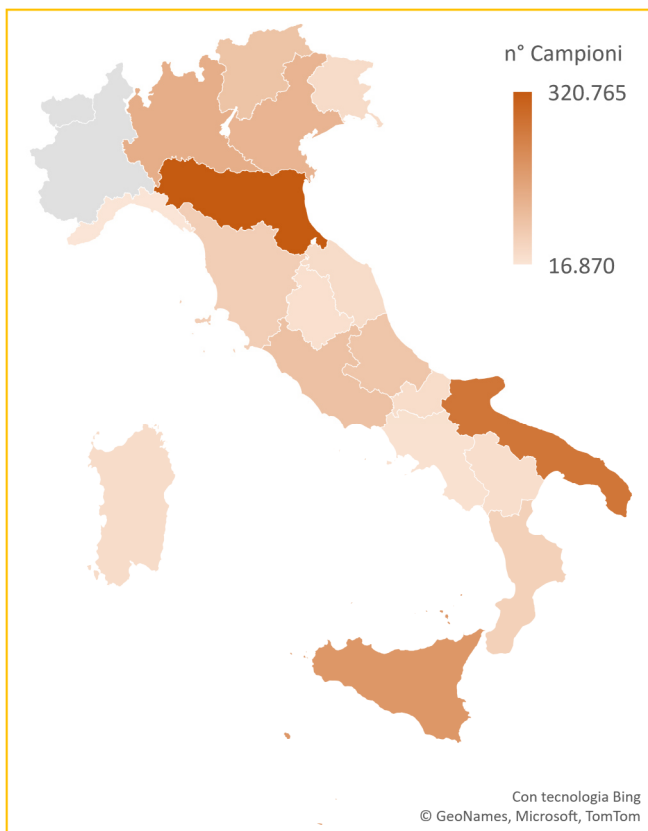 n° Campioni
320.765
16.870
Con tecnologia Bing
© GeoNames, Microsoft, TomTom